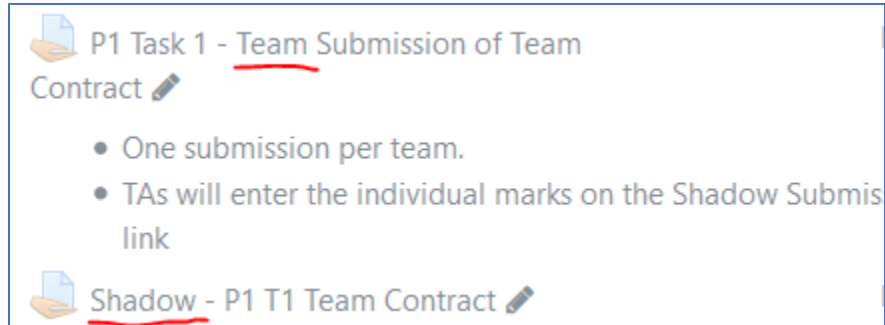 P1 Task 1 - Team Submission of Team
Contract
• One submission per team.
• TAs will enter the individual marks on the Shadow
link
Shadow - P1 T1 Team Contract